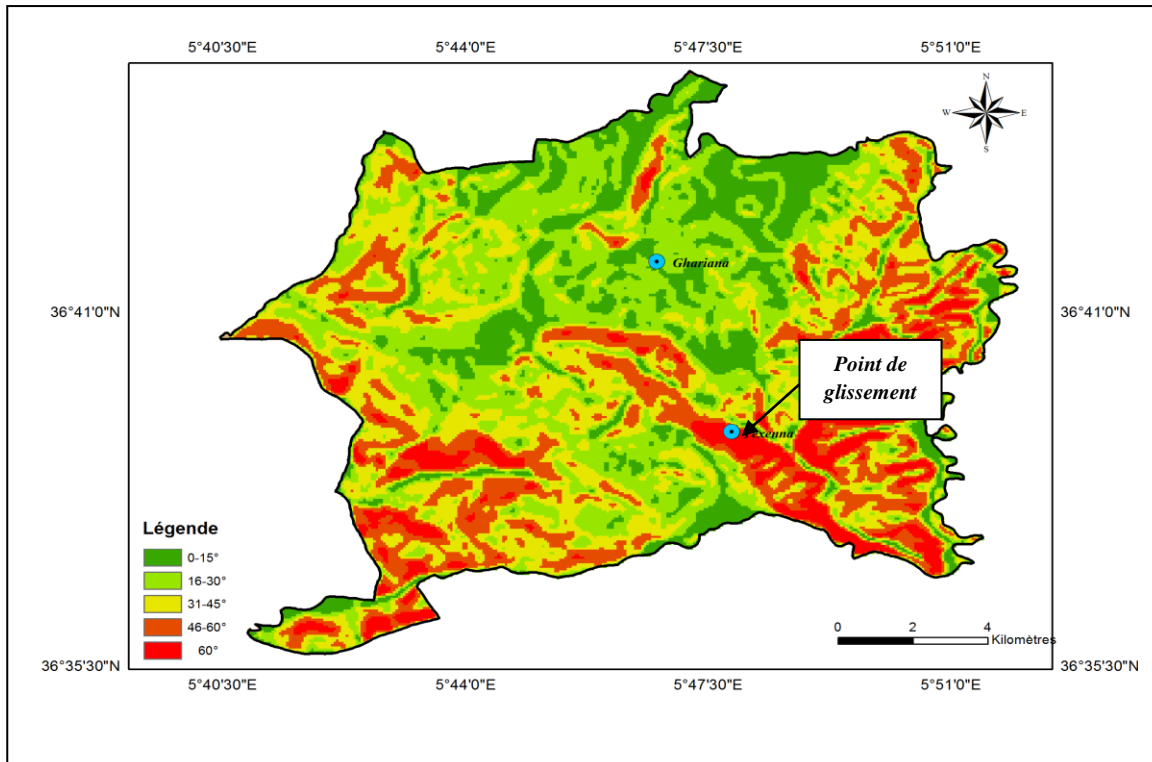 5°40'30"E 5°44'0"E 5°47'30"E 5°51'0"E
N
W E
S
Ghariana
36°41'0"N 36°41'0"N
Point de
glissement
Légende
0-15°
16-30°
31-45°
46-60°
60°
0 2 4
Kilomètres
36°35'30"N 36°35'30"N
5°40'30"E 5°44'0"E 5°47'30"E 5°51'0"E